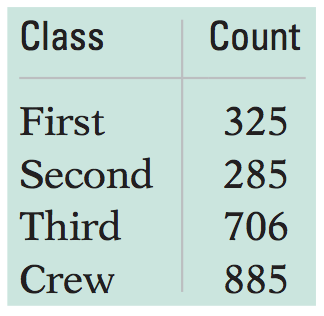 Class Count
First 325
Second 285
Third 706
Crew 885